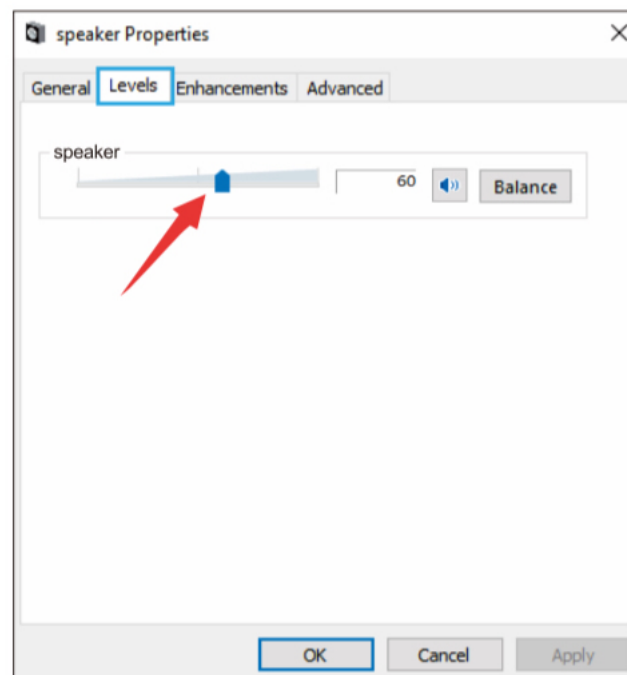 speaker Properties
General Levels Enhancements Advanced
speaker
60 Balance
OK Cancel Apply